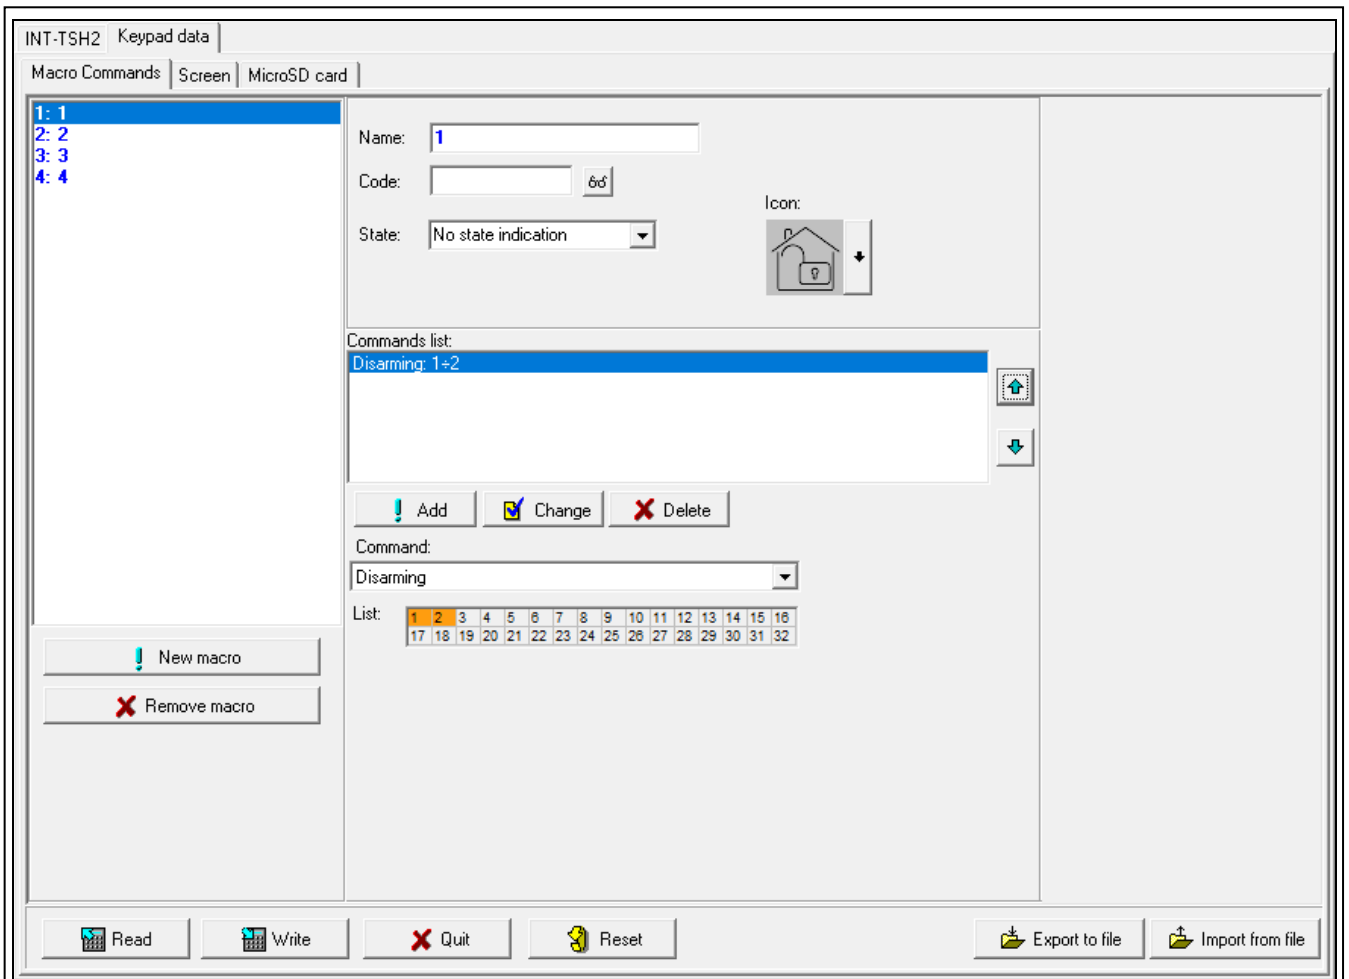 INT-TSH2 Keypad data
Macro Commands Screen MicroSD card
1: 1
2: 2
3: 3
4: 4
Name: 1
Code:
State: No state indication
Icon:
Commands list:
Disarming: 1÷2
Add Change Delete
Command:
Disarming
List: 1 2 3 4 5 6 7 8 9 10 11 12 13 14 15 16
17 18 19 20 21 22 23 24 25 26 27 28 29 30 31 32
New macro
Remove macro
Read Write Quit Reset Export to file Import from file